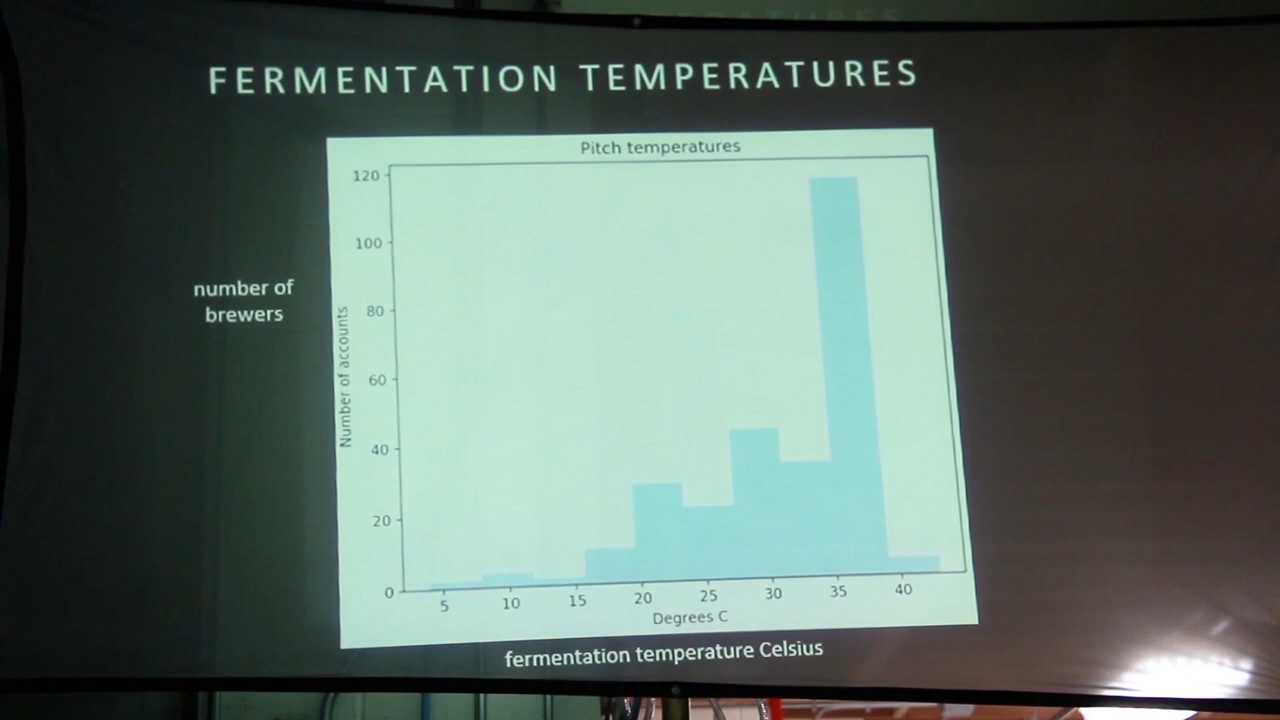 FERMENTATION TEMPERATURES
Pitch temperatures
number of
brewers
Number of accounts
120
100
80
60
40
20
0
5 10 15 20 25 30 35 40
Degrees C
fermentation temperature Celsius